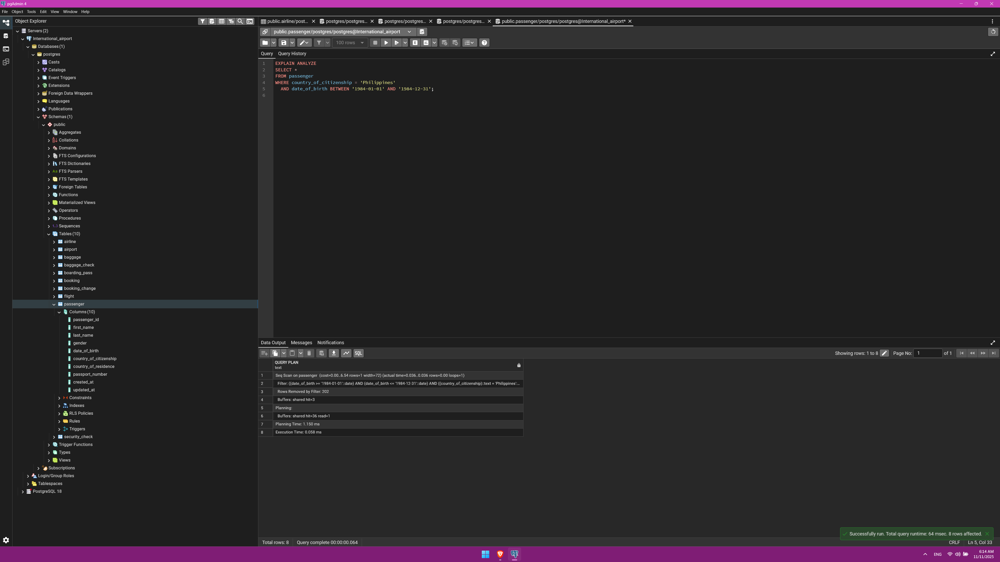 pgAdmin 4
File Object Tools Edit View Window Help
Object Explorer
Servers (2)
International_airport
Databases (1)
postgres
Casts
Catalogs
Event Triggers
Extensions
Foreign Data Wrappers
Languages
Publications
Schemas (1)
public
Aggregates
Collations
Domains
FTS Configurations
FTS Dictionaries
Aa FTS Parsers
FTS Templates
Foreign Tables
Functions
Materialized Views
Operators
Procedures
1..3 Sequences
Tables (10)
airline
airport
baggage
baggage_check
boarding_pass
booking
booking_change
flight
passenger
Columns (10)
passenger_id
first_name
last_name
gender
date_of_birth
country_of_citizenship
country_of_residence
passport_number
created_at
updated_at
Constraints
Indexes
RLS Policies
Rules
Triggers
security_check
Trigger Functions
Types
Views
Subscriptions
Login/Group Roles
Tablespaces
PostgreSQL 18
public.airline/post... postgres/postgres... postgres/postgres... postgres/postgres... public.passenger/postgres/postgres@International_airport*
public.passenger/postgres/postgres@International_airport
100 rows E
Query Query History
1 EXPLAIN ANALYZE
2 SELECT *
3 FROM passenger
4 WHERE country_of_citizenship = 'Philippines'
5 AND date_of_birth BETWEEN '1984-01-01' AND '1984-12-31';
6
Data Output Messages Notifications
SQL Showing rows: 1 to 8 Page No: 1 of 1
QUERY PLAN
text
1 Seq Scan on passenger (cost=0.00..6.54 rows=1 width=72) (actual time=0.036..0.036 rows=0.00 loops=1)
2 Filter: ((date_of_birth >= '1984-01-01'::date) AND (date_of_birth <= '1984-12-31'::date) AND ((country_of_citizenship)::text = 'Philippines':...
3 Rows Removed by Filter: 202
4 Buffers: shared hit=3
5 Planning:
6 Buffers: shared hit=36 read=1
7 Planning Time: 1.150 ms
8 Execution Time: 0.058 ms
Successfully run. Total query runtime: 64 msec. 8 rows affected.
Total rows: 8 Query complete 00:00:00.064 CRLF Ln 5, Col 33
ENG 6:14 AM
11/11/2025